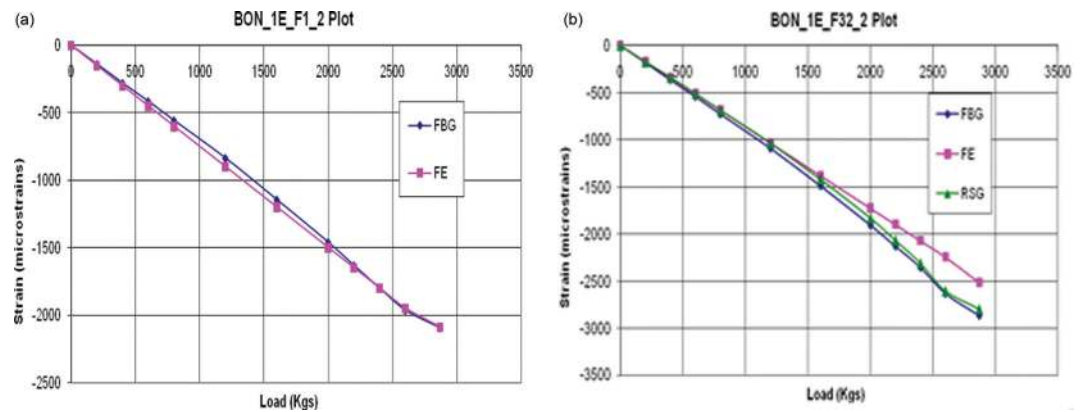 (a)
BON_1E_F1_2 Plot
0
-500
-1000
-1500
-2000
-2500
0
500
1000
1500
2000
2500
3000
3500
FBG
FE
Strain (microstrains)
Load (Kgs)
(b)
BON_1E_F32_2 Plot
0
-500
-1000
-1500
-2000
-2500
-3000
-3500
0
500
1000
1500
2000
2500
3000
3500
FBG
FE
RSG
Strain (microstrains)
Load (Kgs)